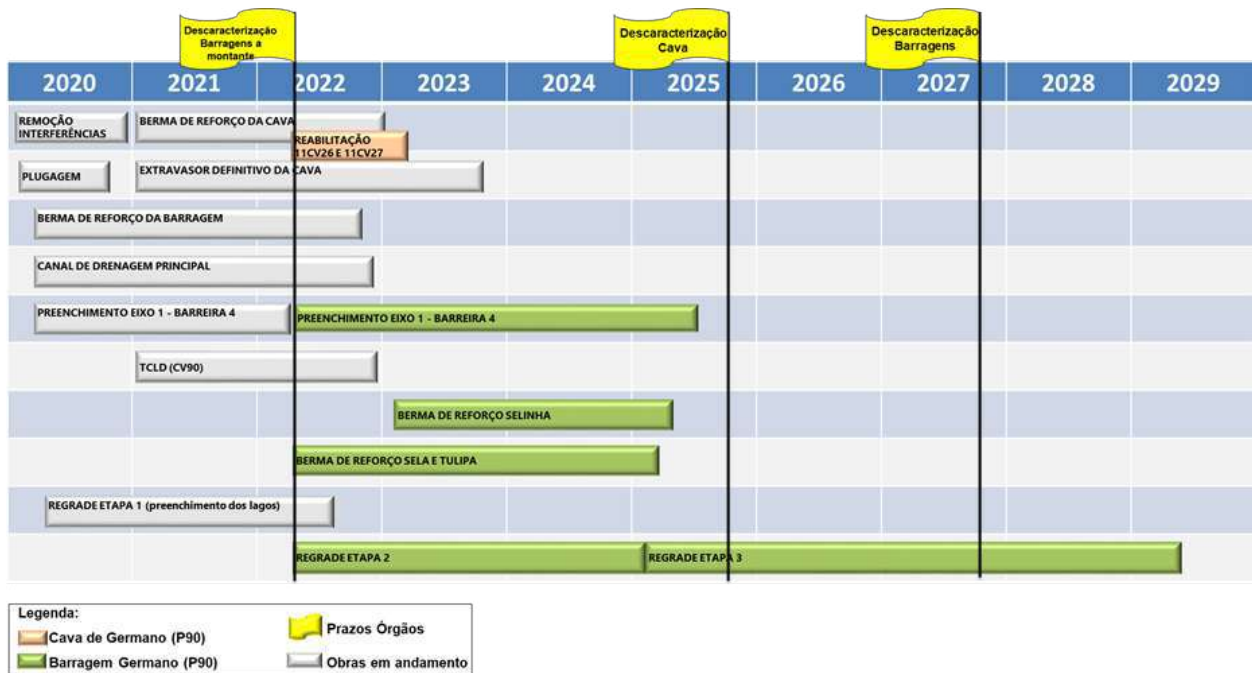 Descaracterização
Barragens a
montante
Descaracterização
Cava
Descaracterização
Barragens
2020 2021 2022 2023 2024 2025 2026 2027 2028 2029
REMOÇÃO
INTERFERÊNCIAS
BERMA DE REFORÇO DA CAVA
REABILITAÇÃO
11CV26 E 11CV27
PLUGAGEM
EXTRAVASOR DEFINITIVO DA CAVA
BERMA DE REFORÇO DA BARRAGEM
CANAL DE DRENAGEM PRINCIPAL
PREENCHIMENTO EIXO 1 - BARREIRA 4
PREENCHIMENTO EIXO 1 - BARREIRA 4
TCLD (CV90)
BERMA DE REFORÇO SELINHA
BERMA DE REFORÇO SELA E TULIPA
REGRADE ETAPA 1 (preenchimento dos lagos)
REGRADE ETAPA 2
REGRADE ETAPA 3
Legenda:
Cava de Germano (P90)
Prazos Órgãos
Barragem Germano (P90)
Obras em andamento